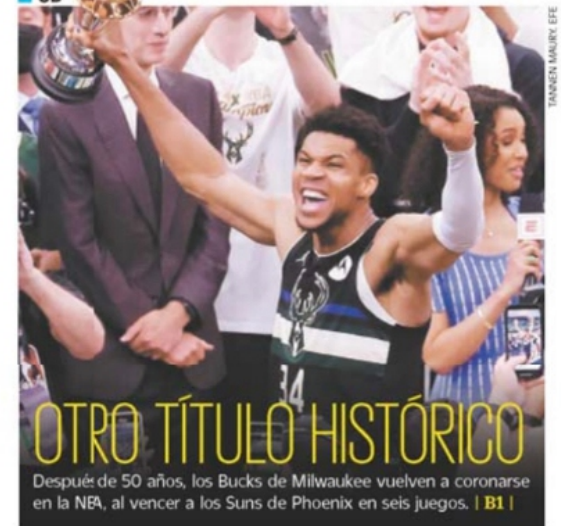 TANNEN MAURY, EFE
34
OTRO TÍTULO HISTÓRICO
Después de 50 años, los Bucks de Milwaukee vuelven a coronarse
en la NBA, al vencer a los Suns de Phoenix en seis juegos. | B1 |